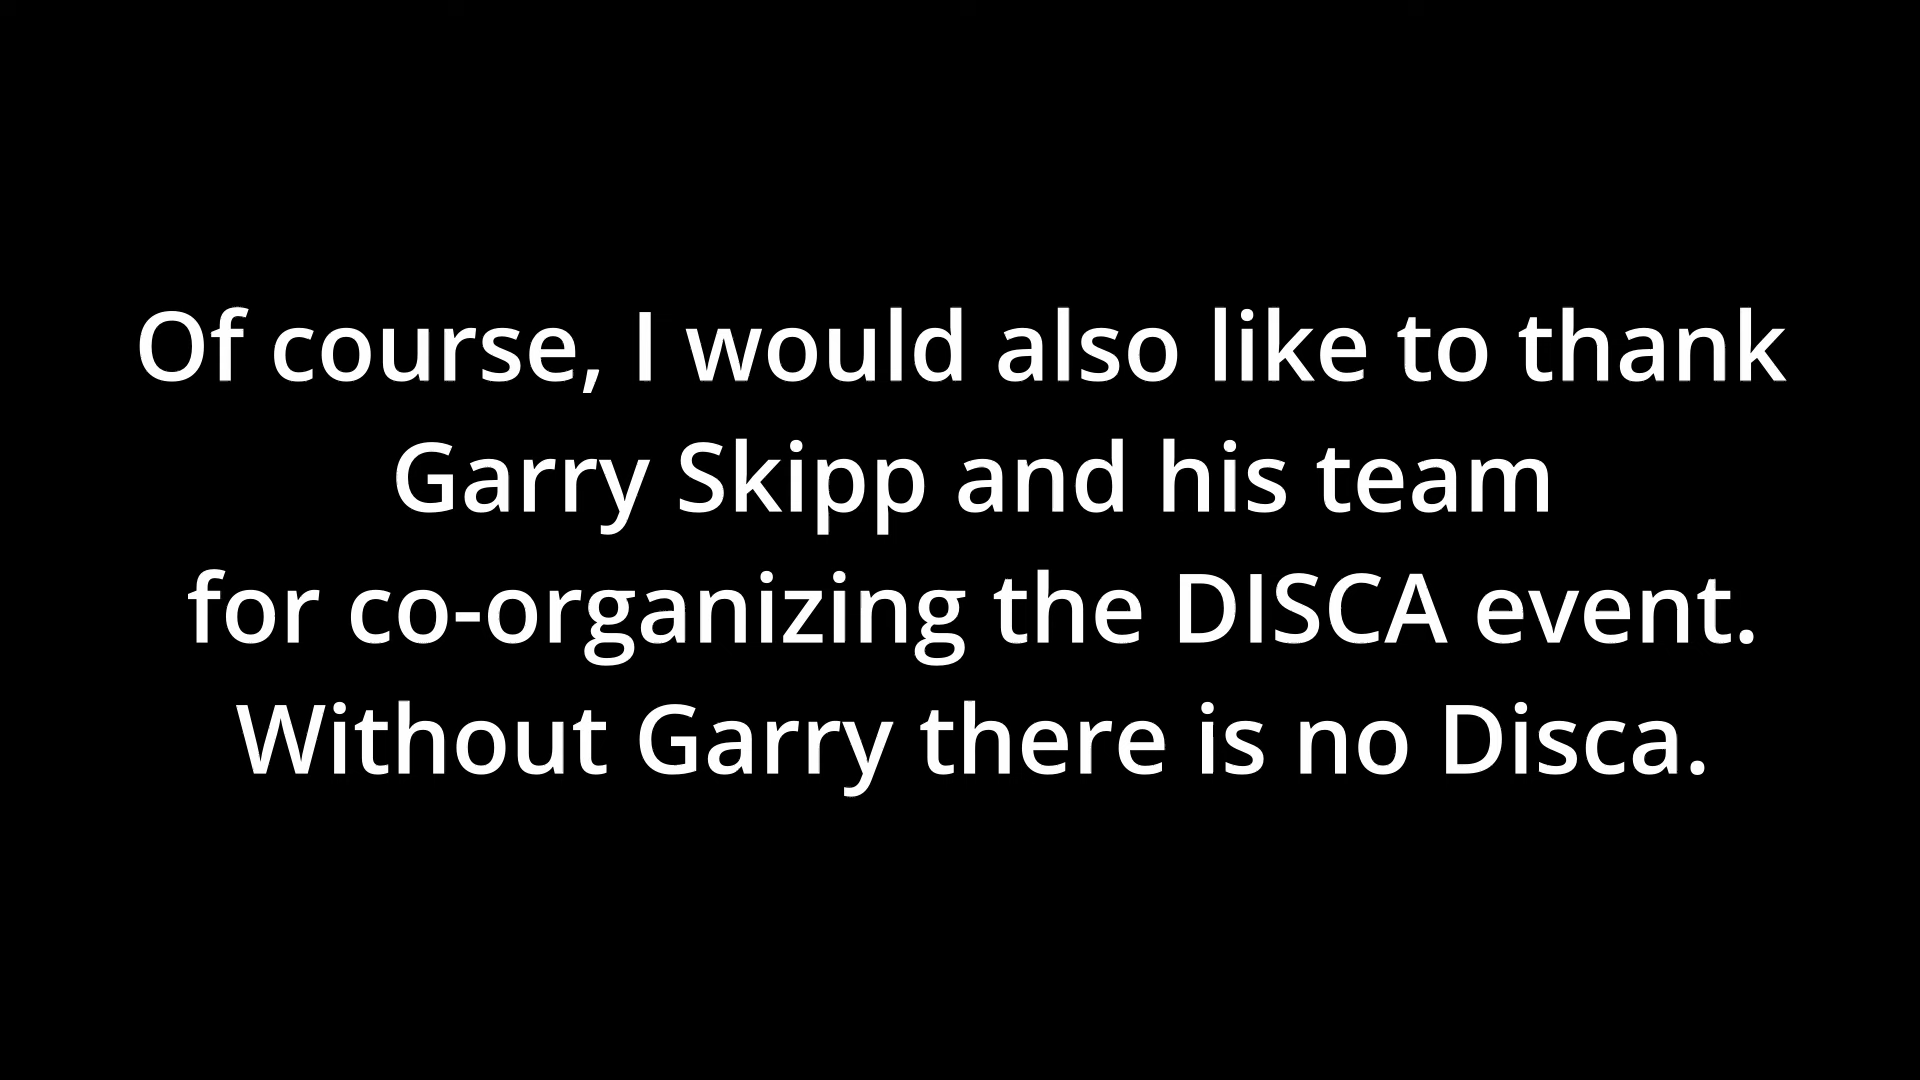 Of course, I would also like to thank
Garry Skipp and his team
for co-organizing the DISCA event.
Without Garry there is no Disca.